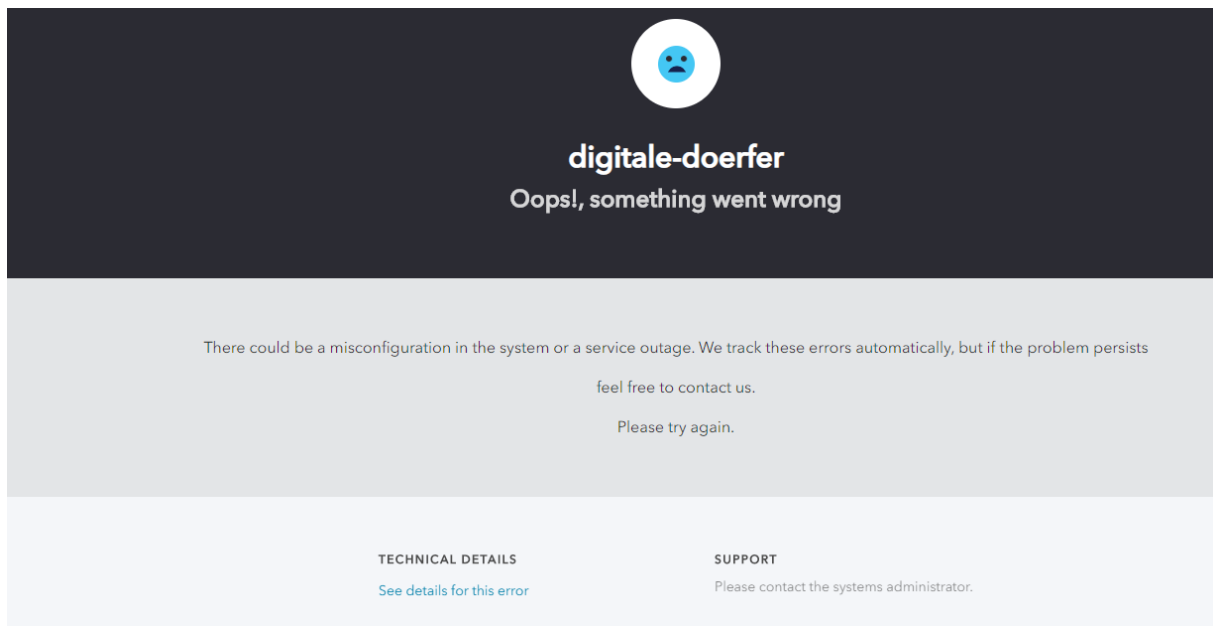 digitale-doerfer
Oops!, something went wrong
There could be a misconfiguration in the system or a service outage. We track these errors automatically, but if the problem persists
feel free to contact us.
Please try again.
TECHNICAL DETAILS
See details for this error
SUPPORT
Please contact the systems administrator.